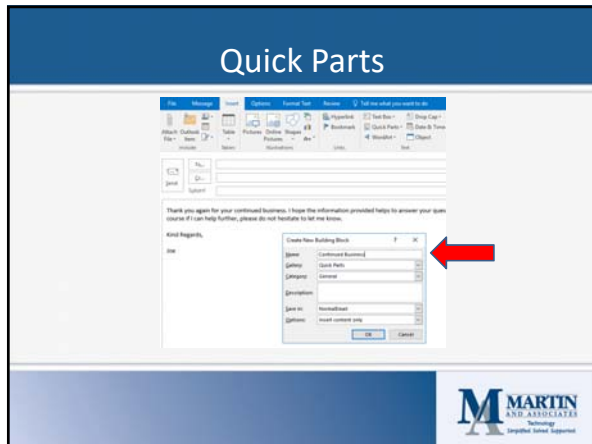 Quick Parts
File Message Insert Options Format Text Review Tell me what you want to do
Attach File Outlook Item Table Pictures Online Pictures Shapes Hyperlink Bookmark Text Box Quick Parts WordArt Drop Cap Date & Time Object
Include Tables Illustrations Links Text
Send
To...
Cc...
Subject
Thank you again for your continued business. I hope the information provided helps to answer your ques
course if I can help further, please do not hesitate to let me know.
Kind Regards,
Create New Building Block ? ×
Name: Continued Business
Gallery: Quick Parts
Category: General
Description:
Save in: NormalEmail
Options: Insert content only
OK Cancel
MARTIN
AND ASSOCIATES
Technology
Simplified Solved Supported